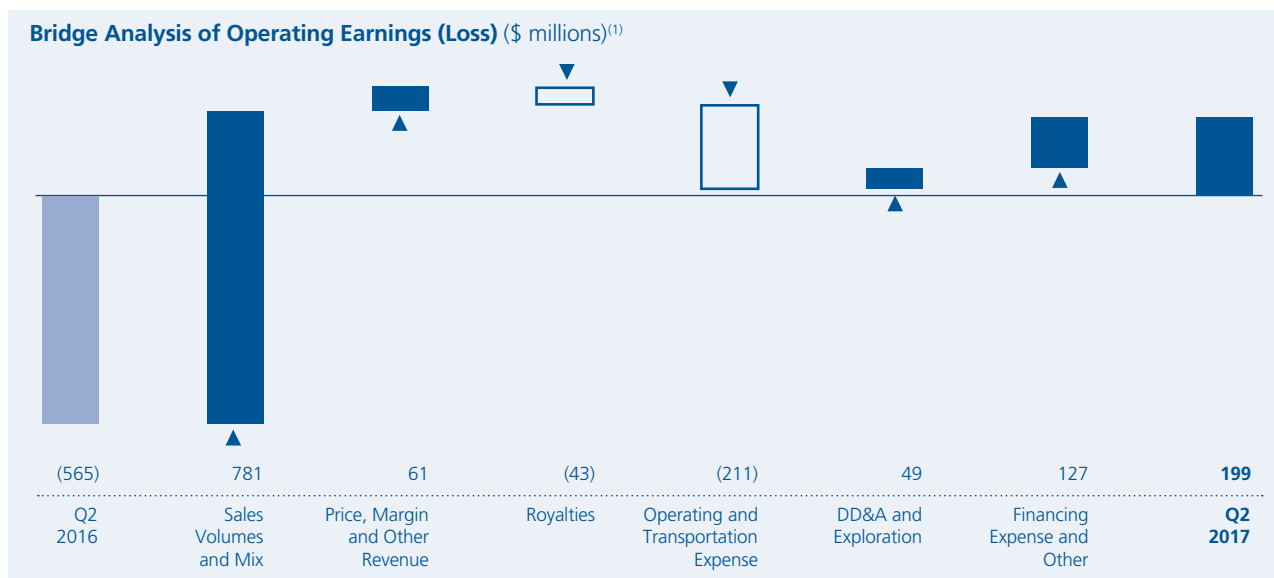 Bridge Analysis of Operating Earnings (Loss) ($ millions)(1)
(565) 781 61 (43) (211) 49 127 199
Q2
2016
Sales
Volumes
and Mix
Price, Margin
and Other
Revenue
Royalties
Operating and
Transportation
Expense
DD&A and
Exploration
Financing
Expense and
Other
Q2
2017